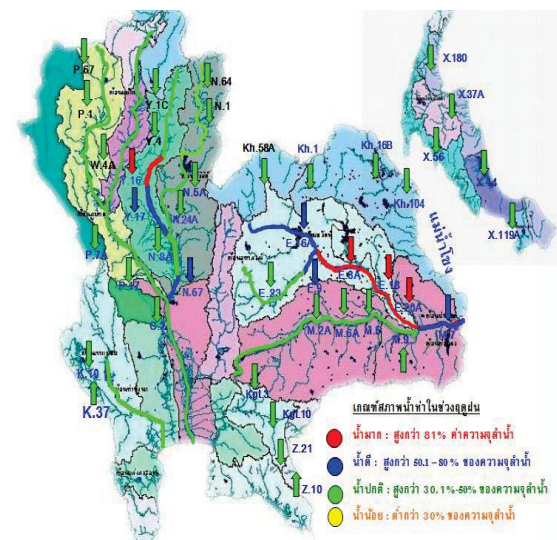 P.67
N.64
X.180
P.1
Y.1C
N.1
X.37A
Y.4
Kh.58A
Kh.1
Kh.16B
X.56
W.4A
16
Y.17
N.5A
N.24A
Kh.104
X.44
แม่น้ำโขง
X.119A
P.7A
N.8A
E.16A
E.8A
P.17
N.67
E.23
E.9
E.18
E.20A
C.2
M.2A
M.6A
M.5
M.9
M.7
K.10
K.37
Kgt.3
Kgt.10
Z.21
Z.10
เกณฑ์สภาพน้ำท่าในช่วงฤดูฝน
น้ำมาก : สูงกว่า 81% ค่าความจุลำน้ำ
น้ำดี : สูงกว่า 50.1 - 80% ของความจุลำน้ำ
น้ำปกติ : สูงกว่า 30.1%-50% ของความจุลำน้ำ
น้ำน้อย : ต่ำกว่า 30% ของความจุลำน้ำ